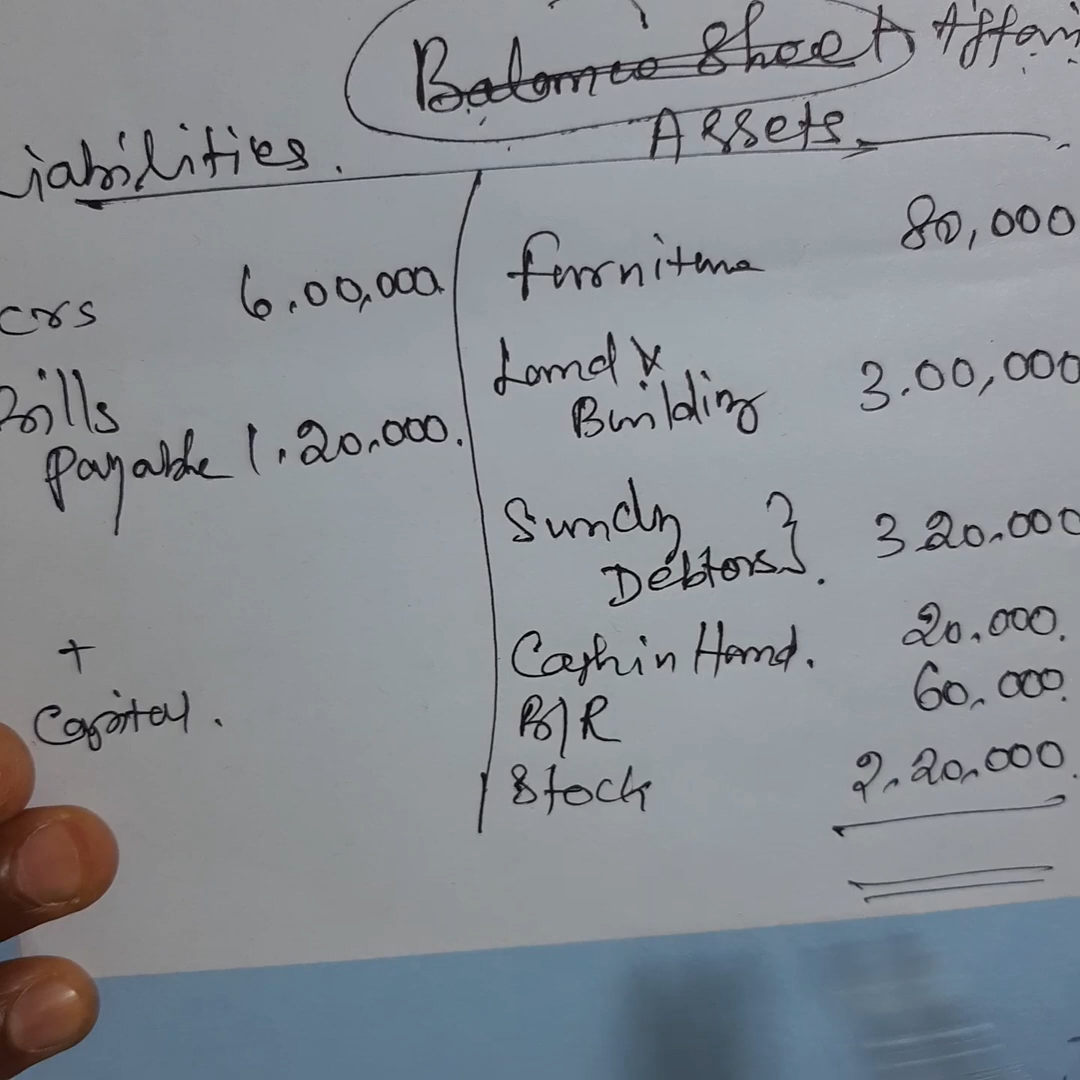 Balance Sheet Affair
Assets
iabilities.
crs 6,00,000
Furniture 80,000
Bills
Payable 1,20,000.
Land &
Building 3,00,000
Sundry
Debtors. 3 20,000
+
Capital.
Cash in Hand. 20,000.
B/R 60,000
Stock 2,20,000.